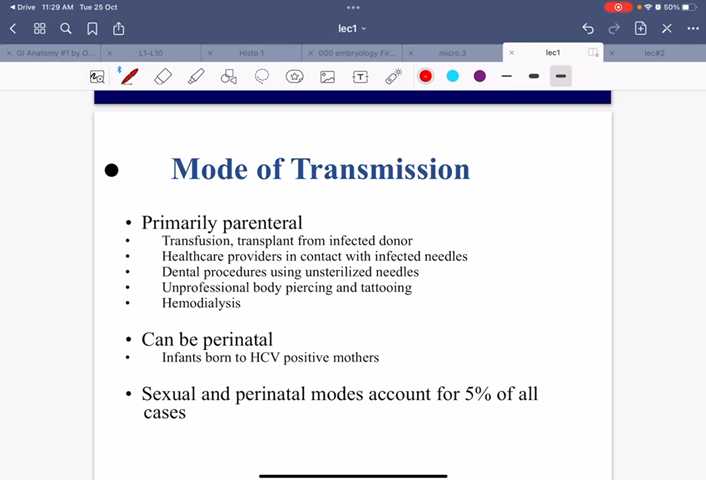 Drive 11:29 AM Tue 25 Oct
50%
lec1
GI Anatomy #1 by O...
L1-L10
Histo 1
000 embryology Fir...
micro.3
lec1
lec#2
Mode of Transmission
• Primarily parenteral
• Transfusion, transplant from infected donor
• Healthcare providers in contact with infected needles
• Dental procedures using unsterilized needles
• Unprofessional body piercing and tattooing
• Hemodialysis
• Can be perinatal
• Infants born to HCV positive mothers
• Sexual and perinatal modes account for 5% of all
cases